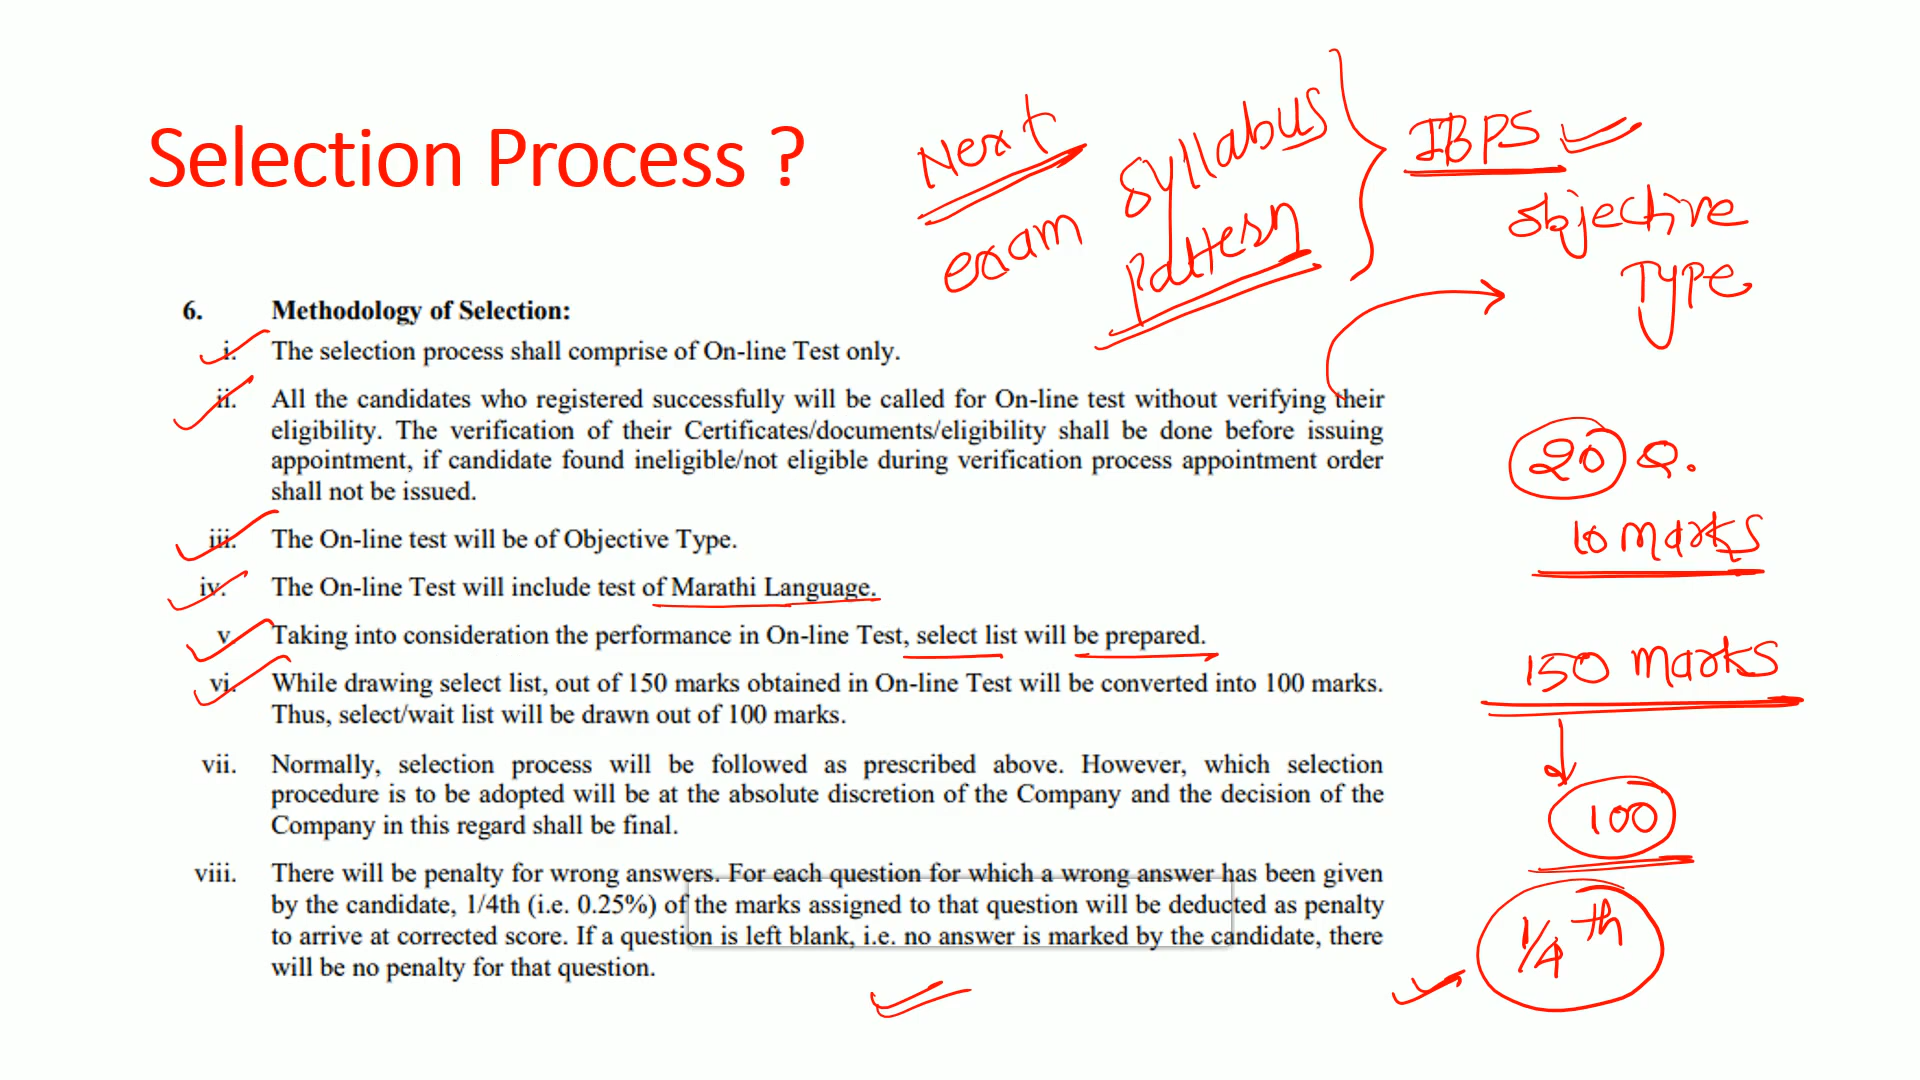 Selection Process ?
Next
exam
Syllabus
Pattern
IBPS
objective
Type
6. Methodology of Selection:
i. The selection process shall comprise of On-line Test only.
ii. All the candidates who registered successfully will be called for On-line test without verifying their
eligibility. The verification of their Certificates/documents/eligibility shall be done before issuing
appointment, if candidate found ineligible/not eligible during verification process appointment order
shall not be issued.
iii. The On-line test will be of Objective Type.
iv. The On-line Test will include test of Marathi Language.
v. Taking into consideration the performance in On-line Test, select list will be prepared.
vi. While drawing select list, out of 150 marks obtained in On-line Test will be converted into 100 marks.
Thus, select/wait list will be drawn out of 100 marks.
vii. Normally, selection process will be followed as prescribed above. However, which selection
procedure is to be adopted will be at the absolute discretion of the Company and the decision of the
Company in this regard shall be final.
viii. There will be penalty for wrong answers. For each question for which a wrong answer has been given
by the candidate, 1/4th (i.e. 0.25%) of the marks assigned to that question will be deducted as penalty
to arrive at corrected score. If a question is left blank, i.e. no answer is marked by the candidate, there
will be no penalty for that question.
20 Q.
10 marks
150 marks
100
1/4th